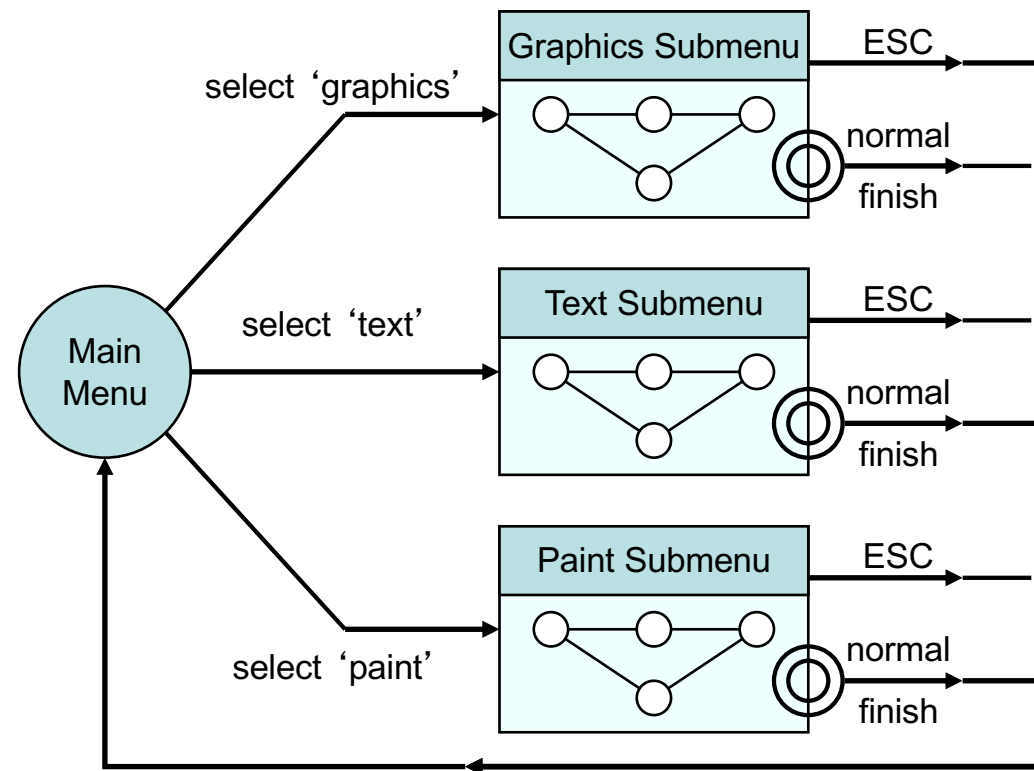 Graphics Submenu
ESC
select ‘graphics’
normal
finish
Text Submenu
ESC
select ‘text’
Main
Menu
normal
finish
Paint Submenu
ESC
normal
select ‘paint’
finish